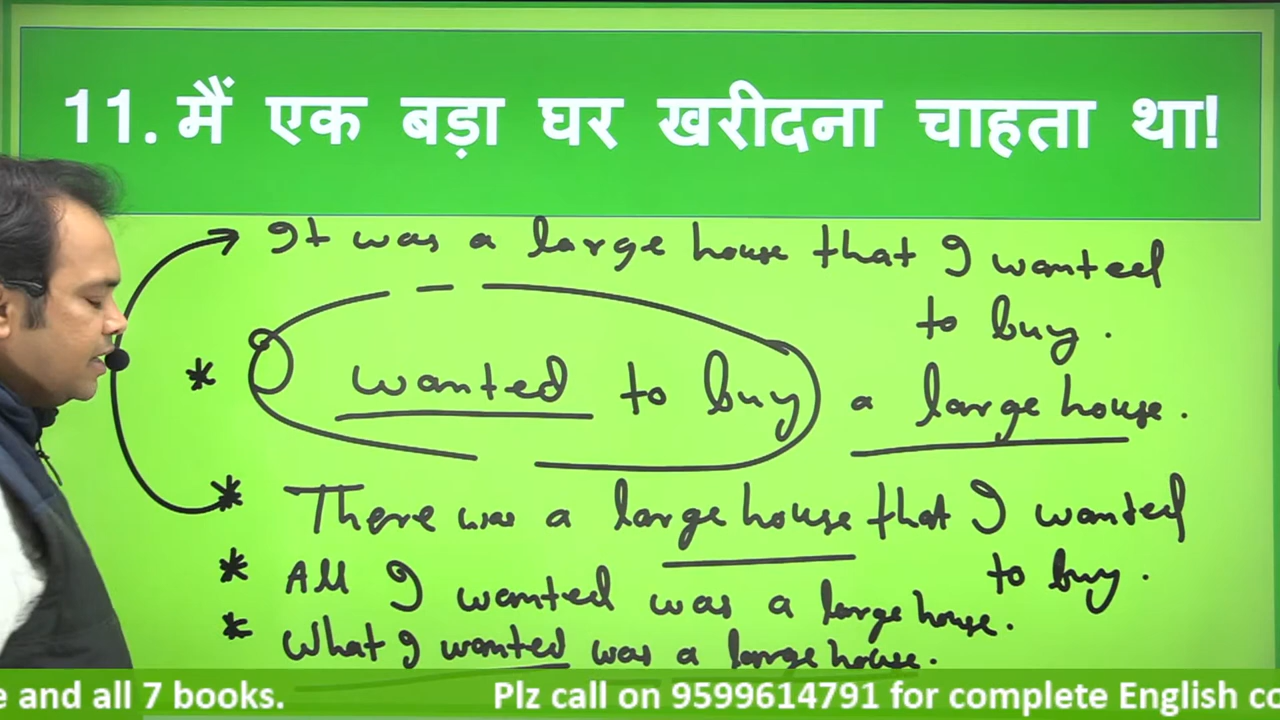 11. मैं एक बड़ा घर खरीदना चाहता था!
It was a large house that I wanted
to buy.
* I wanted to buy a large house.
* There was a large house that I wanted
to buy.
* All I wanted was a large house.
* What I wanted was a large house.
e and all 7 books. Plz call on 9599614791 for complete English co